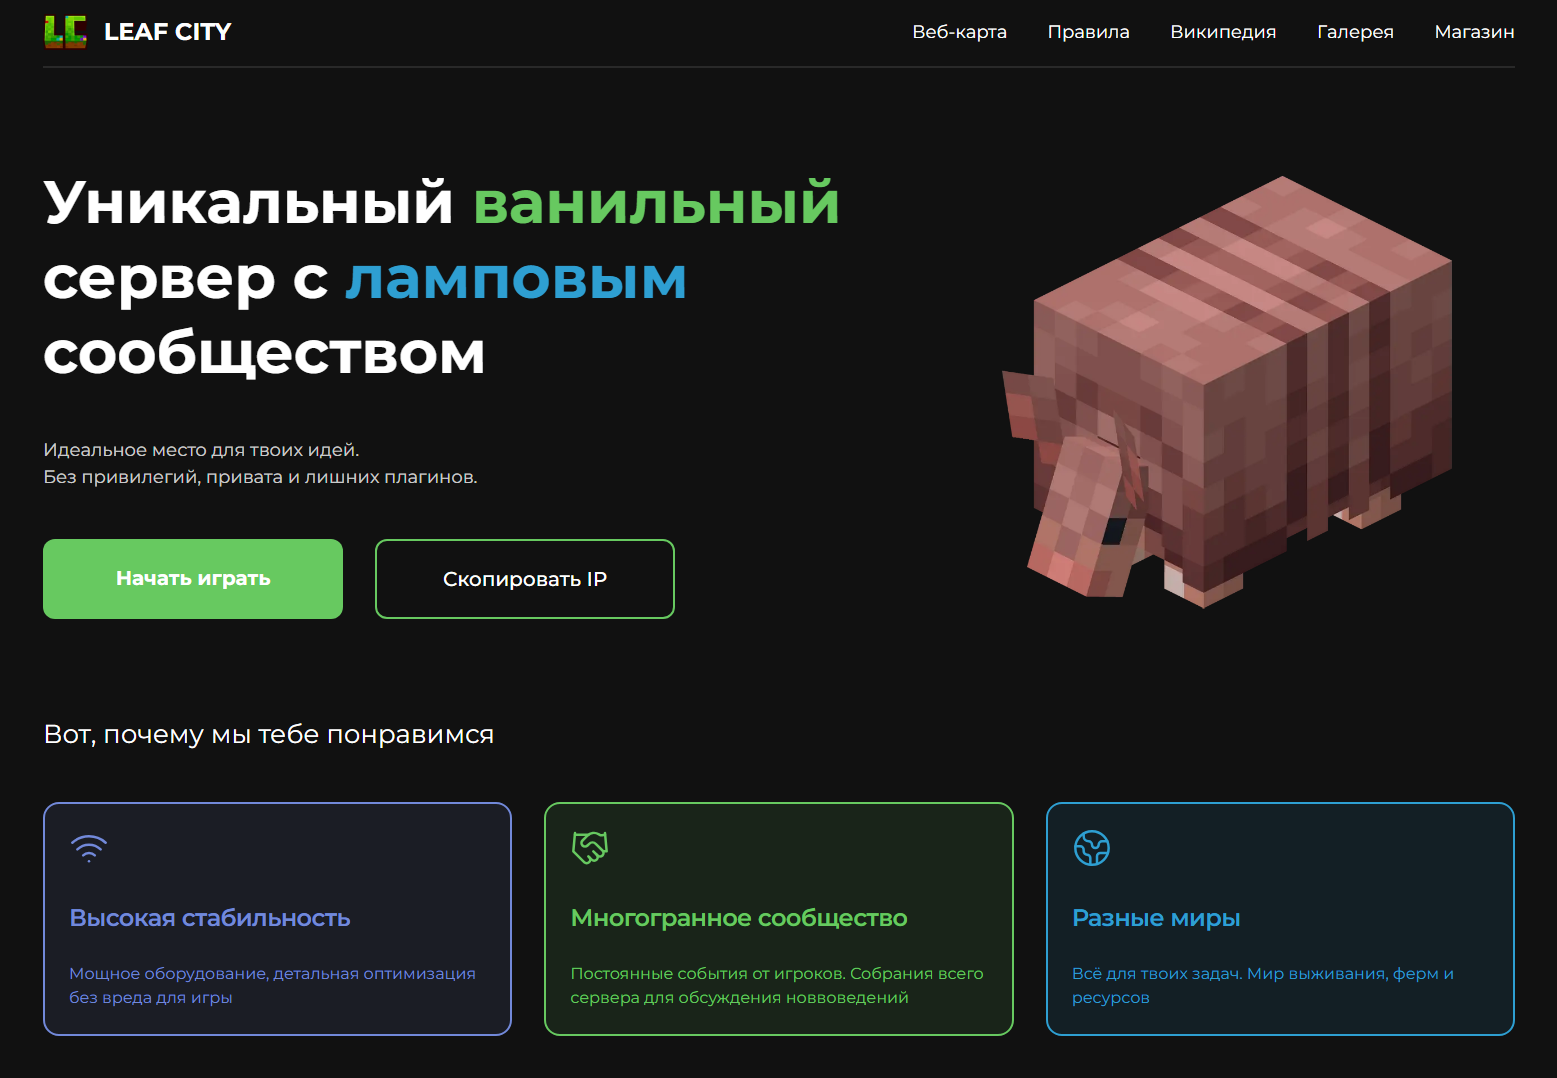 LC LEAF CITY
Веб-карта Правила Википедия Галерея Магазин
Уникальный ванильный
сервер с ламповым
сообществом
Идеальное место для твоих идей.
Без привилегий, привата и лишних плагинов.
Начать играть
Скопировать IP
Вот, почему мы тебе понравимся
Высокая стабильность
Мощное оборудование, детальная оптимизация
без вреда для игры
Многогранное сообщество
Постоянные события от игроков. Собрания всего
сервера для обсуждения новвоведений
Разные миры
Всё для твоих задач. Мир выживания, ферм и
ресурсов